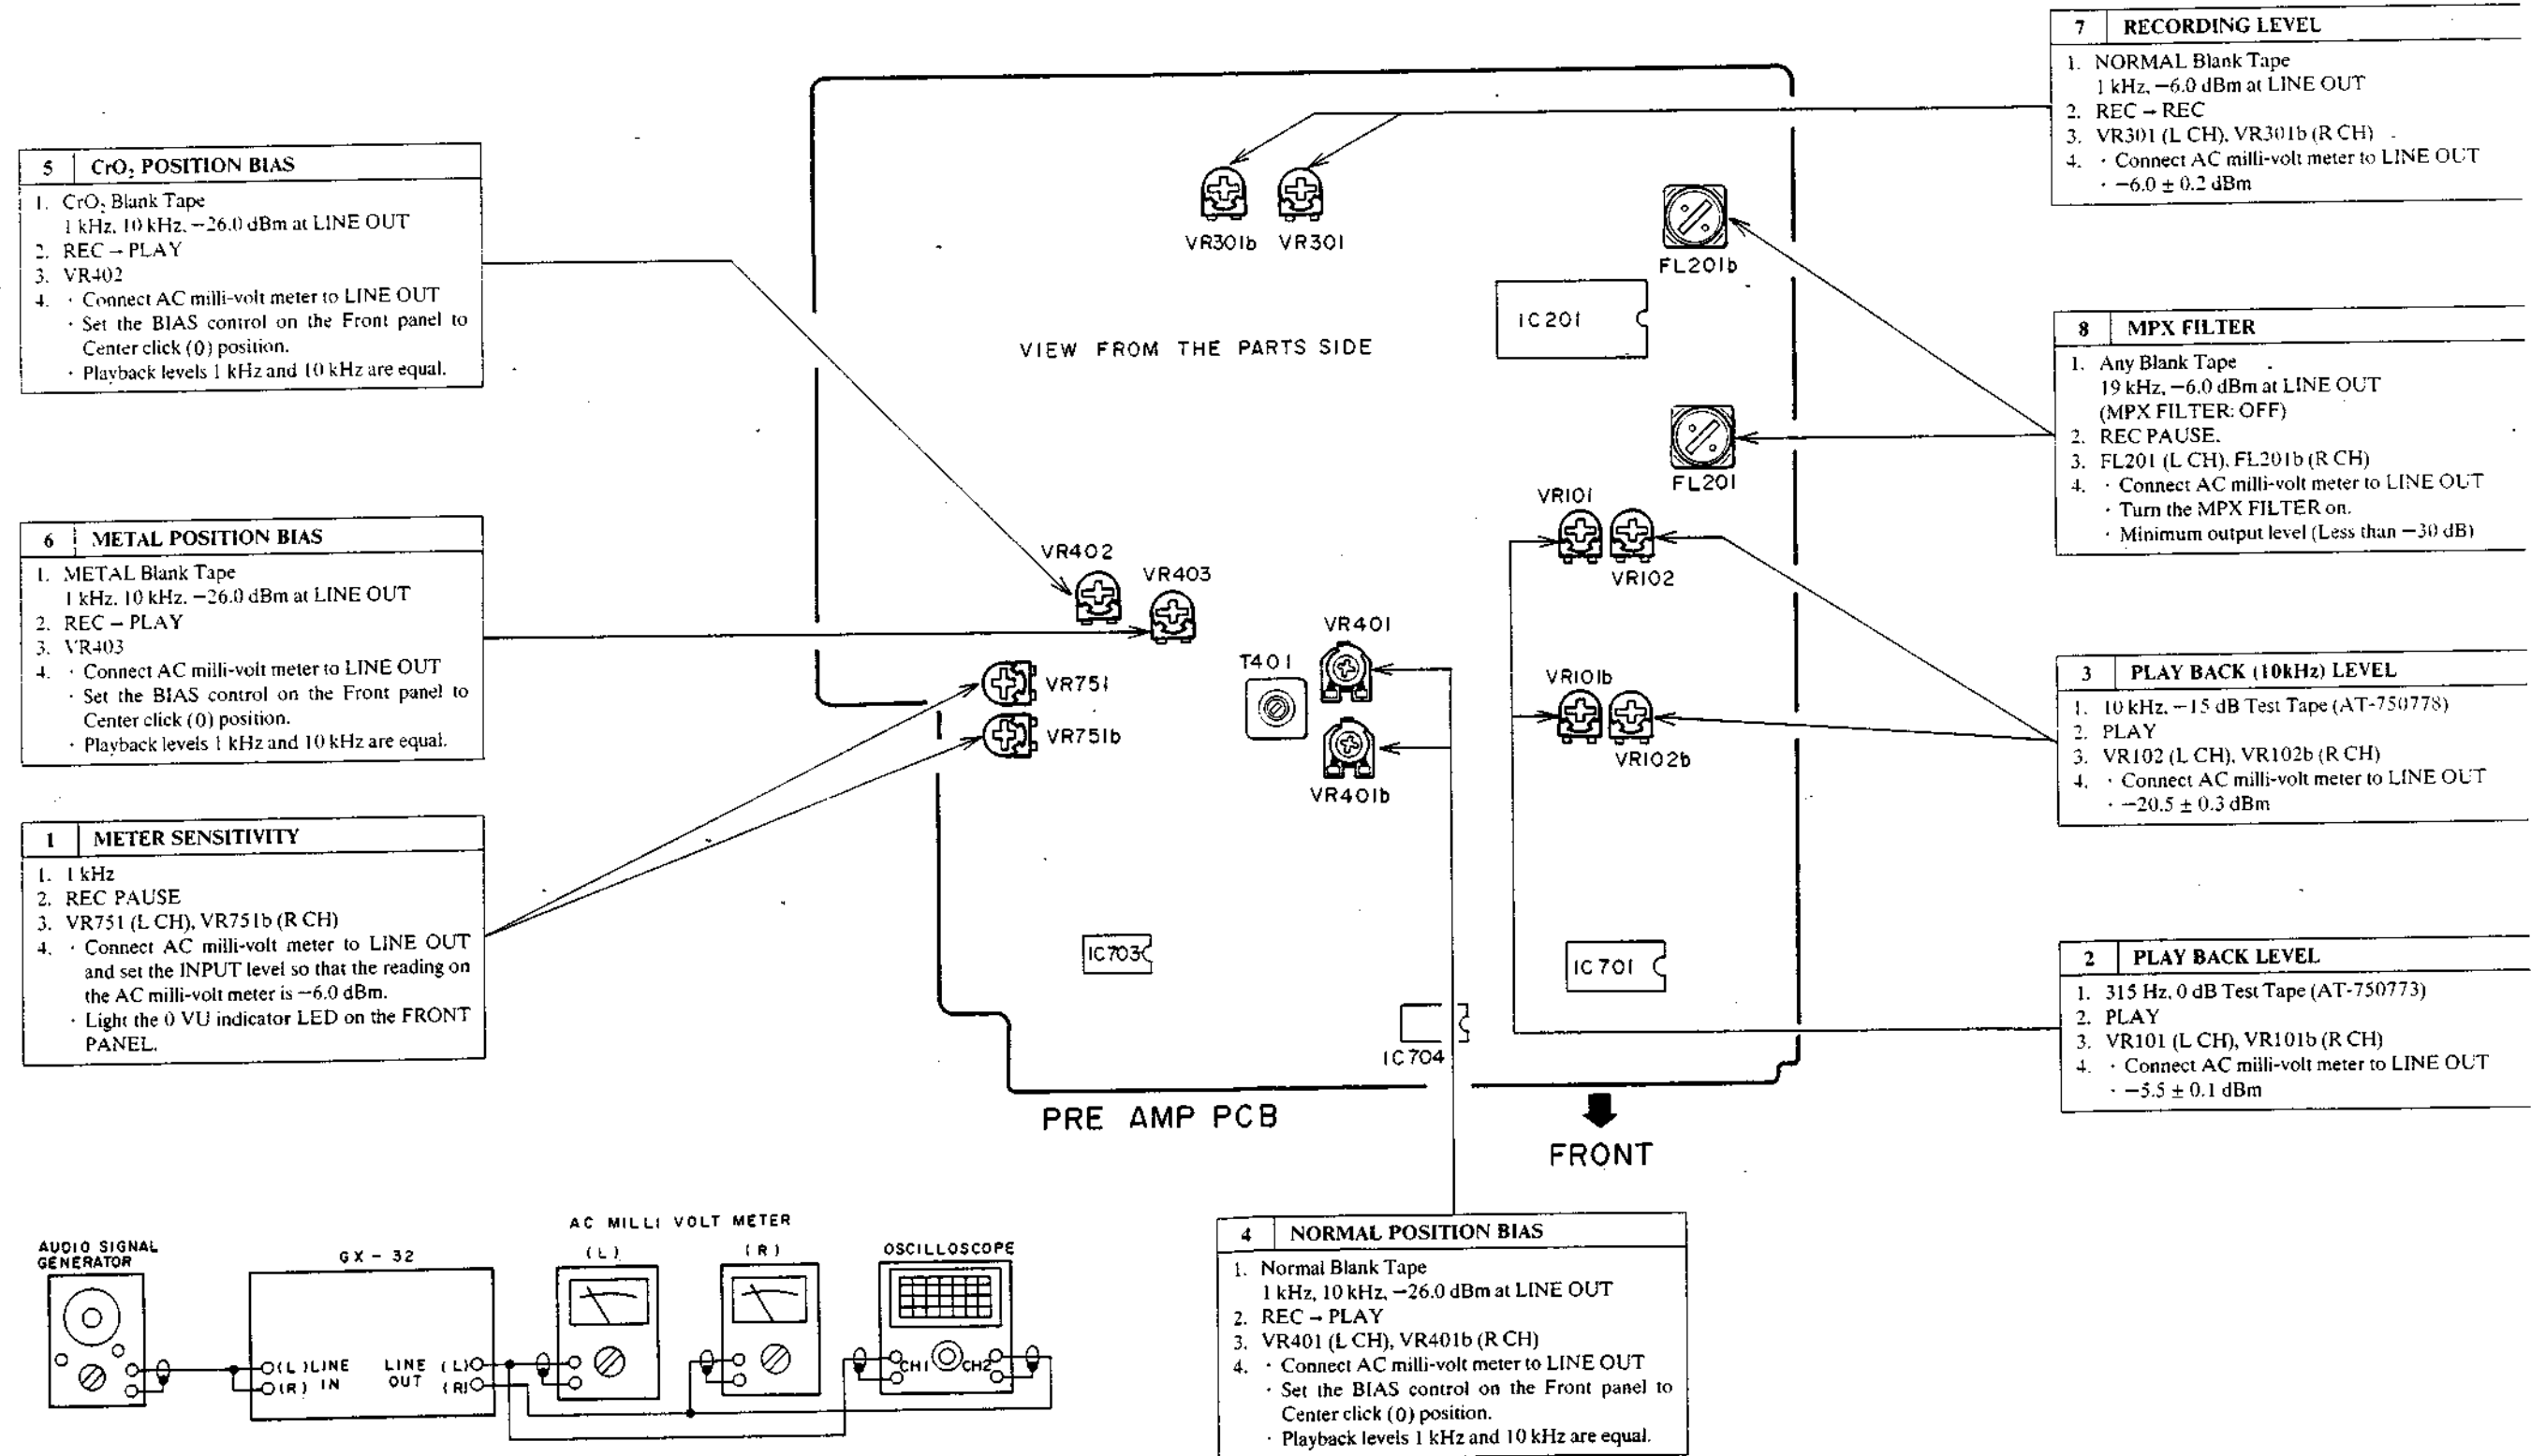 7 RECORDING LEVEL
1. NORMAL Blank Tape
1 kHz, −6.0 dBm at LINE OUT
2. REC → REC
3. VR301 (L CH), VR301b (R CH)
4. · Connect AC milli-volt meter to LINE OUT
· −6.0 ± 0.2 dBm
5 CrO₂ POSITION BIAS
1. CrO₂ Blank Tape
1 kHz, 10 kHz, −26.0 dBm at LINE OUT
2. REC → PLAY
3. VR402
4. · Connect AC milli-volt meter to LINE OUT
· Set the BIAS control on the Front panel to
Center click (0) position.
· Playback levels 1 kHz and 10 kHz are equal.
VR301b VR301
FL201b
IC201
VIEW FROM THE PARTS SIDE
FL201
8 MPX FILTER
1. Any Blank Tape
19 kHz, −6.0 dBm at LINE OUT
(MPX FILTER: OFF)
2. REC PAUSE.
3. FL201 (L CH), FL201b (R CH)
4. · Connect AC milli-volt meter to LINE OUT
· Turn the MPX FILTER on.
· Minimum output level (Less than −30 dB)
6 METAL POSITION BIAS
1. METAL Blank Tape
1 kHz. 10 kHz. −26.0 dBm at LINE OUT
2. REC → PLAY
3. VR403
4. · Connect AC milli-volt meter to LINE OUT
· Set the BIAS control on the Front panel to
Center click (0) position.
· Playback levels 1 kHz and 10 kHz are equal.
VR101
VR102
VR402
VR403
VR401
T401
VR751
VR751b
VR401b
VR101b
VR102b
3 PLAY BACK (10kHz) LEVEL
1. 10 kHz, −15 dB Test Tape (AT-750778)
2. PLAY
3. VR102 (L CH), VR102b (R CH)
4. · Connect AC milli-volt meter to LINE OUT
· −20.5 ± 0.3 dBm
1 METER SENSITIVITY
1. 1 kHz
2. REC PAUSE
3. VR751 (L CH), VR751b (R CH)
4. · Connect AC milli-volt meter to LINE OUT
and set the INPUT level so that the reading on
the AC milli-volt meter is −6.0 dBm.
· Light the 0 VU indicator LED on the FRONT
PANEL.
IC703
IC701
IC704
2 PLAY BACK LEVEL
1. 315 Hz, 0 dB Test Tape (AT-750773)
2. PLAY
3. VR101 (L CH), VR101b (R CH)
4. · Connect AC milli-volt meter to LINE OUT
· −5.5 ± 0.1 dBm
PRE AMP PCB
FRONT
AUDIO SIGNAL
GENERATOR
GX-32
AC MILLI VOLT METER
(L) (R)
OSCILLOSCOPE
(L) LINE
(R) IN
LINE (L)
OUT (R)
CH1 CH2
4 NORMAL POSITION BIAS
1. Normal Blank Tape
1 kHz, 10 kHz, −26.0 dBm at LINE OUT
2. REC → PLAY
3. VR401 (L CH), VR401b (R CH)
4. · Connect AC milli-volt meter to LINE OUT
· Set the BIAS control on the Front panel to
Center click (0) position.
· Playback levels 1 kHz and 10 kHz are equal.